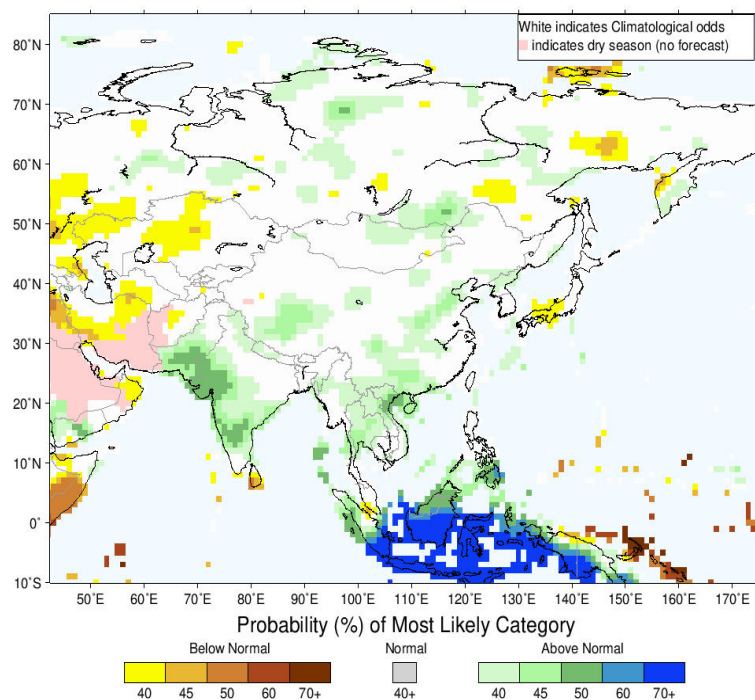 White indicates Climatological odds
indicates dry season (no forecast)
80˚N
70˚N
60˚N
50˚N
40˚N
30˚N
20˚N
10˚N
0˚
10˚S
50˚E 60˚E 70˚E 80˚E 90˚E 100˚E 110˚E 120˚E 130˚E 140˚E 150˚E 160˚E 170˚E
Probability (%) of Most Likely Category
Below Normal Normal Above Normal
40 45 50 60 70+ 40+ 40 45 50 60 70+